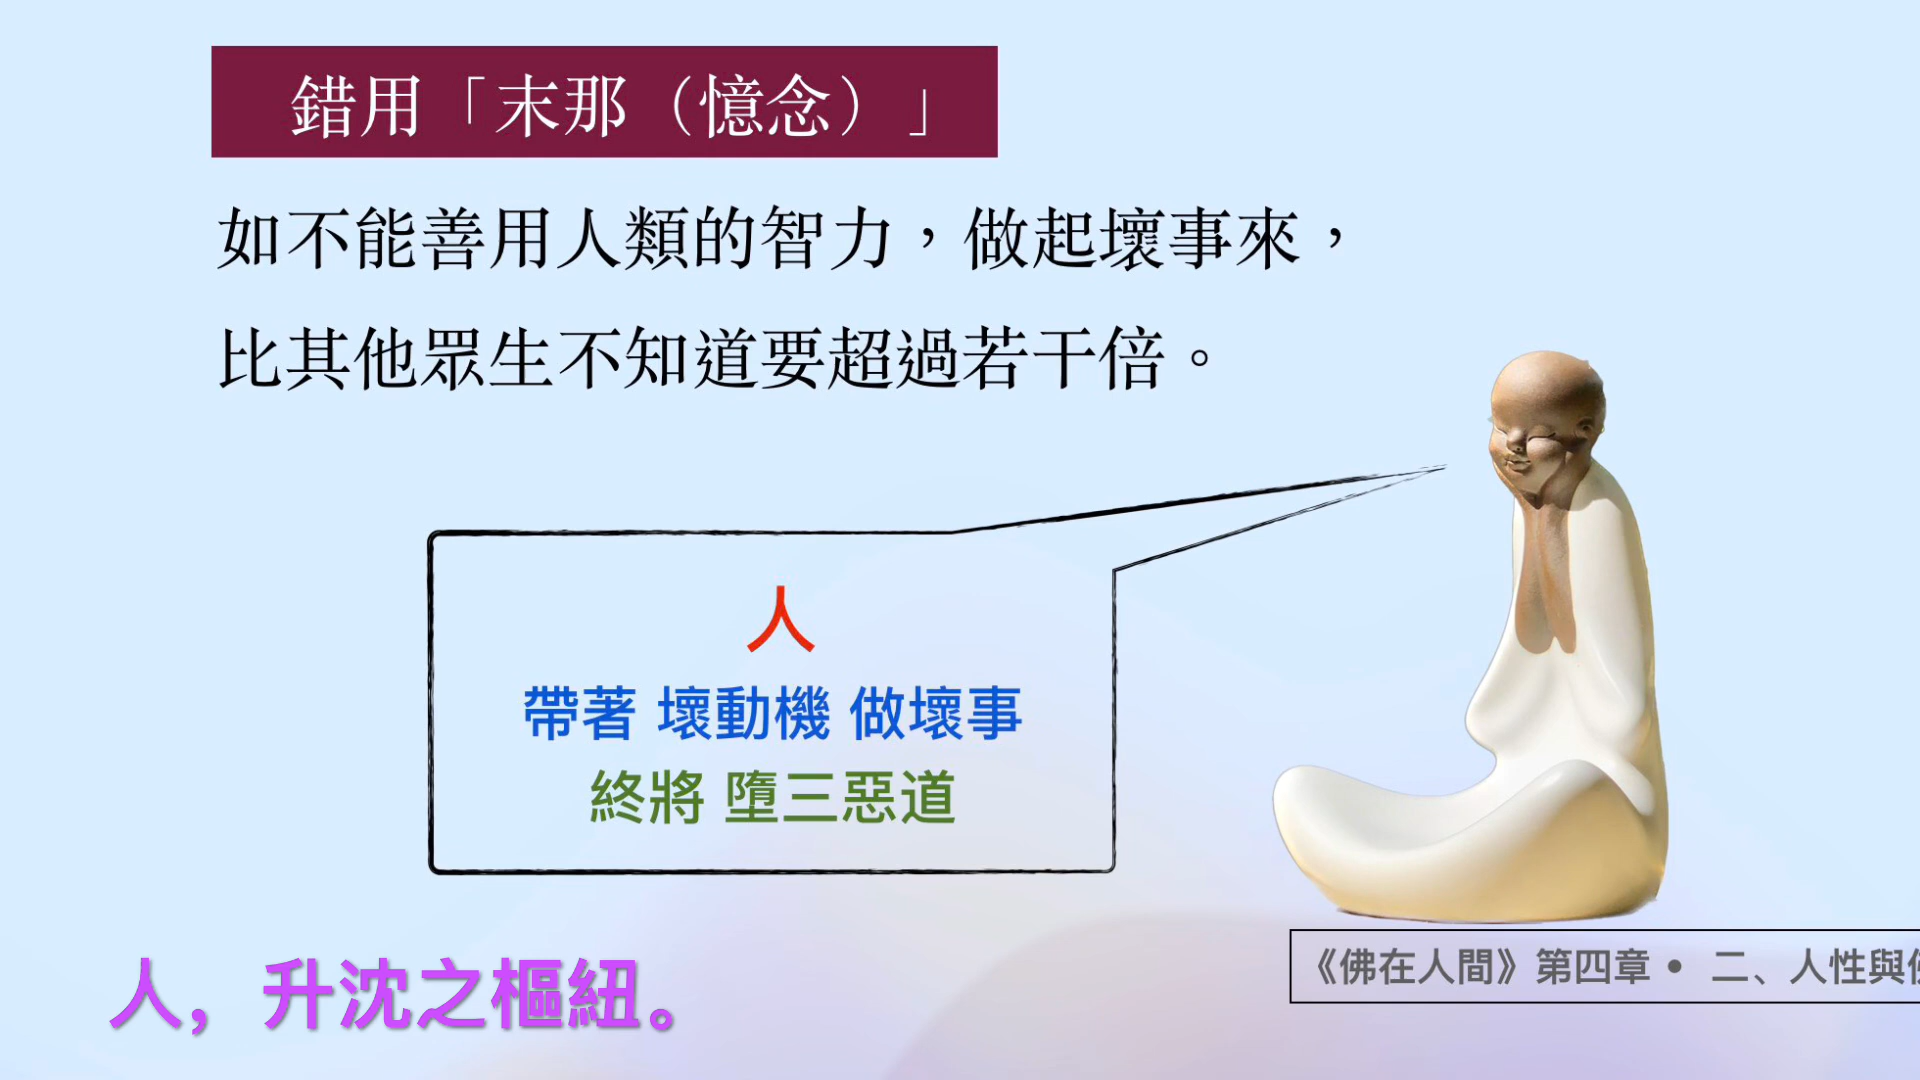 錯用「末那（憶念）」
如不能善用人類的智力，做起壞事來，
比其他眾生不知道要超過若干倍。
人
帶著 壞動機 做壞事
終將 墮三惡道
人，升沈之樞紐。
《佛在人間》第四章 • 二、人性與